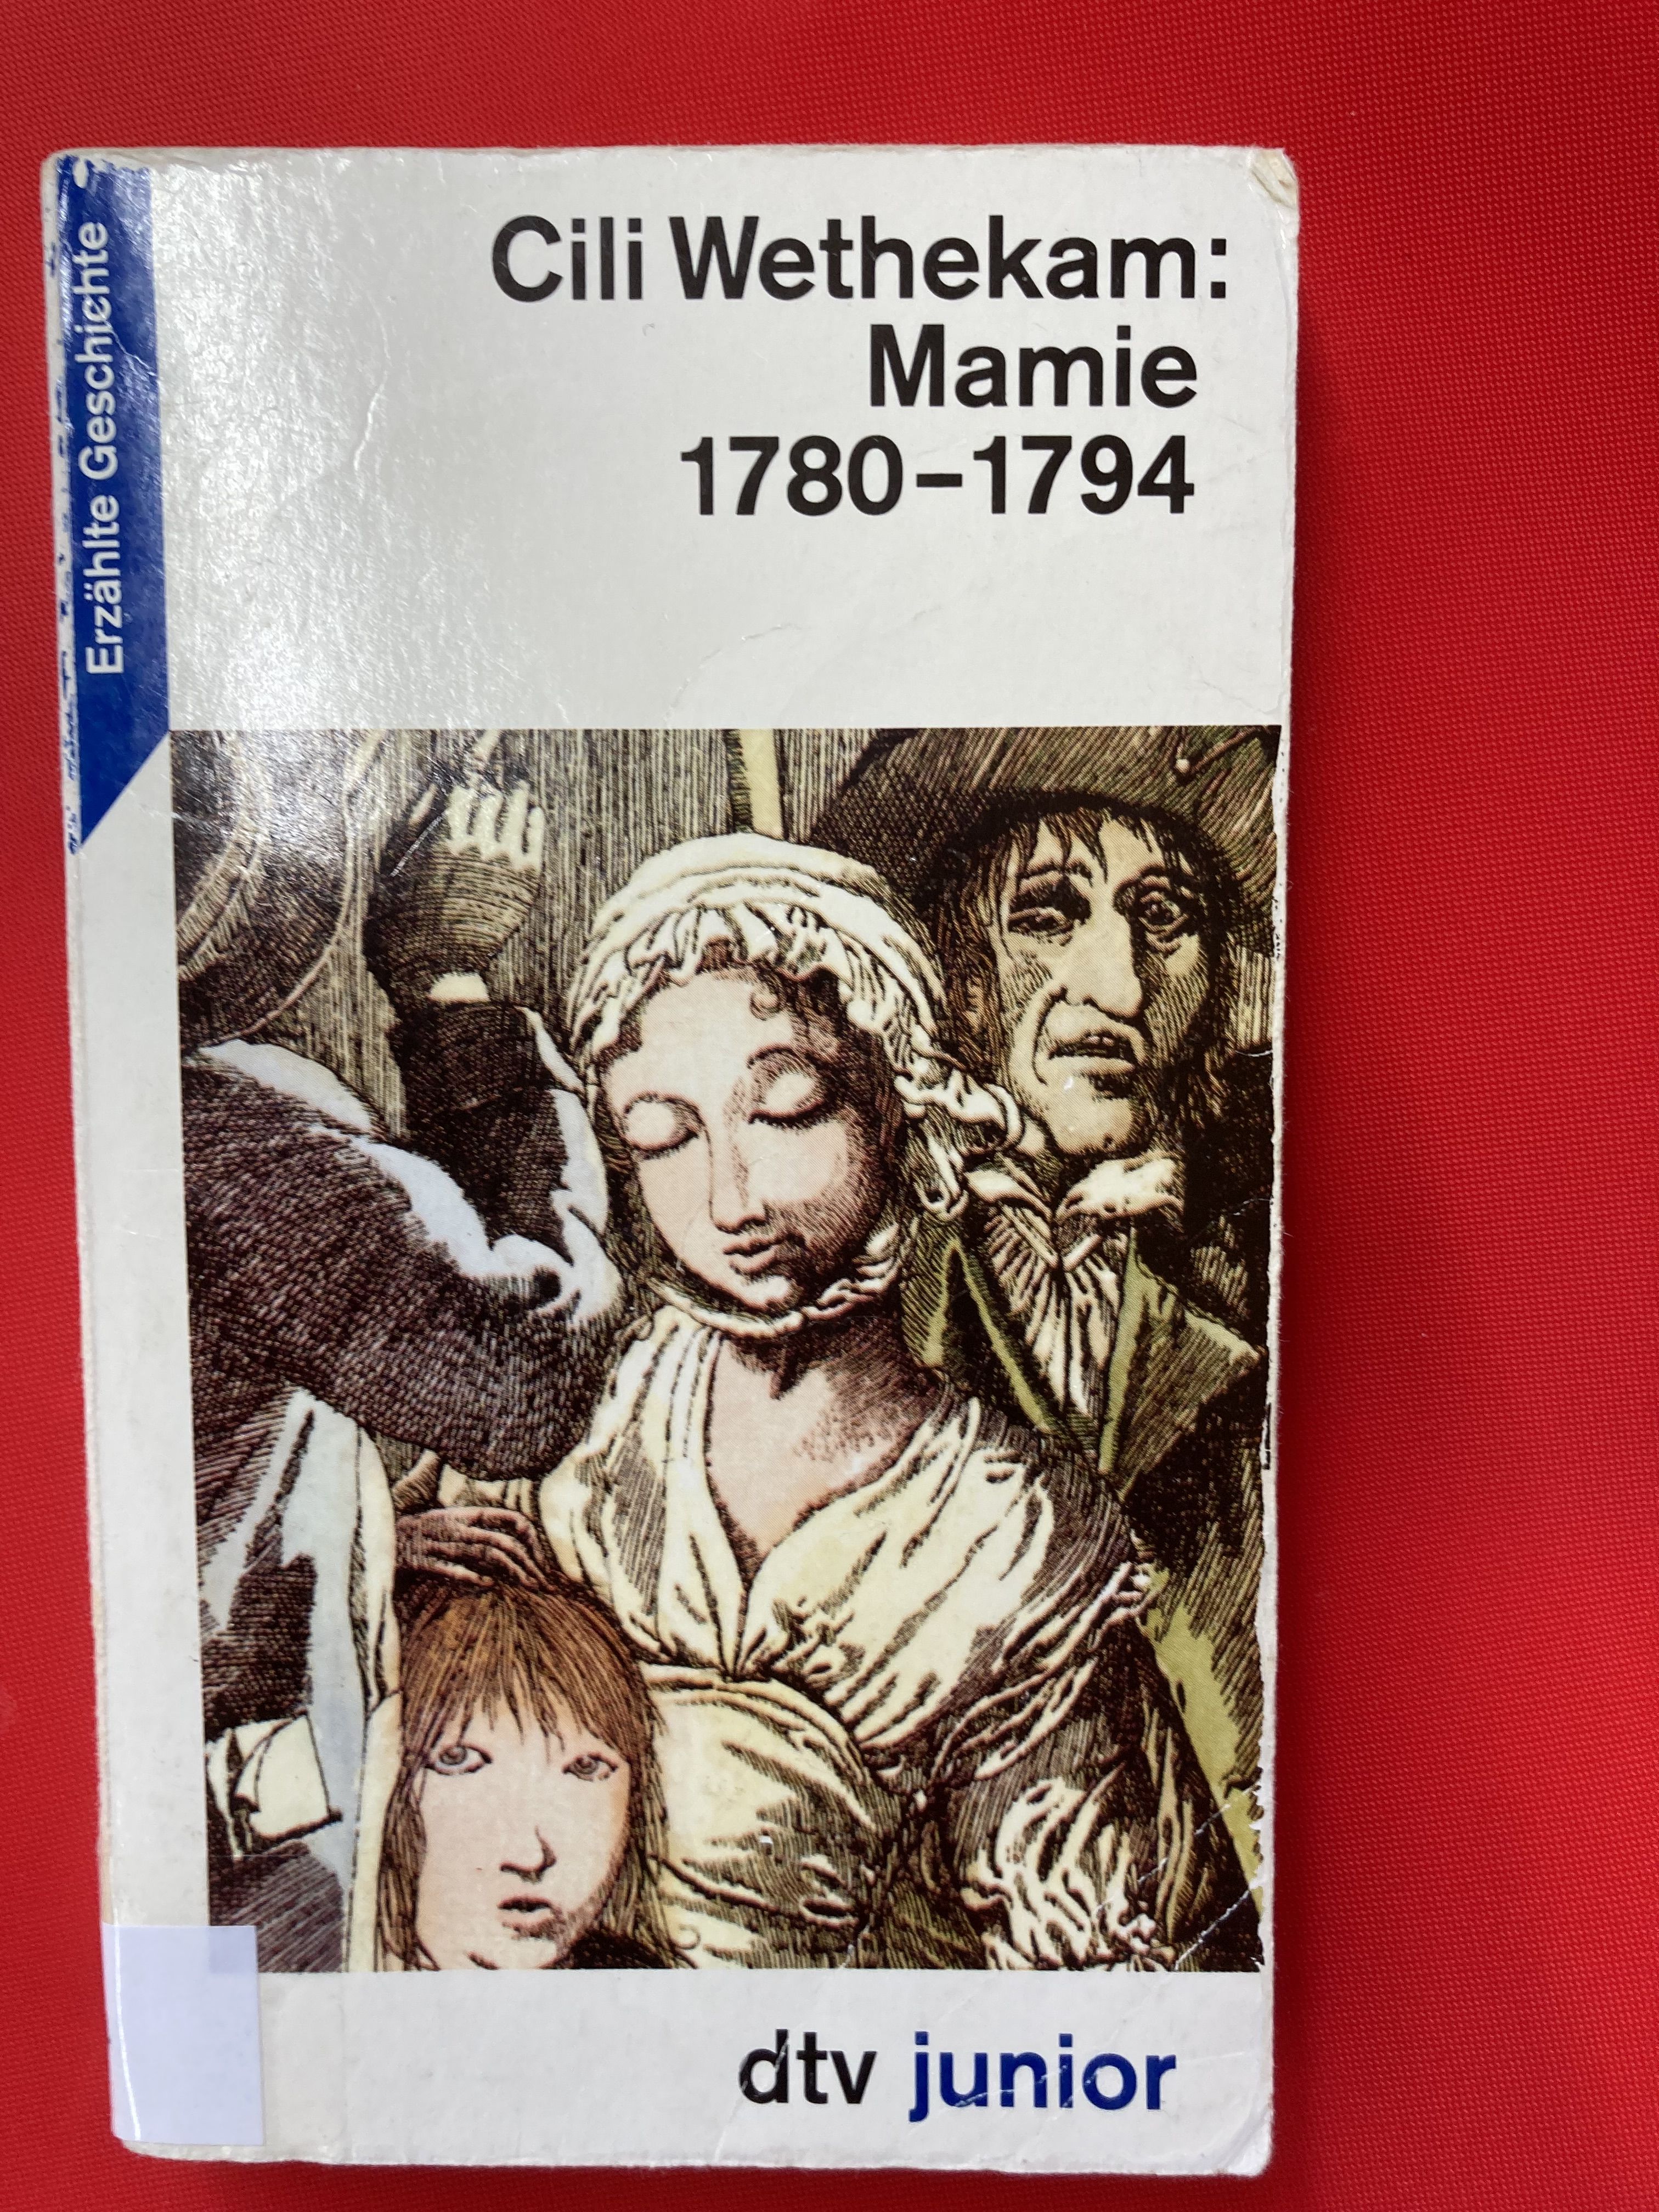 Erzählte Geschichte
Cili Wethekam:
Mamie
1780–1794
dtv junior